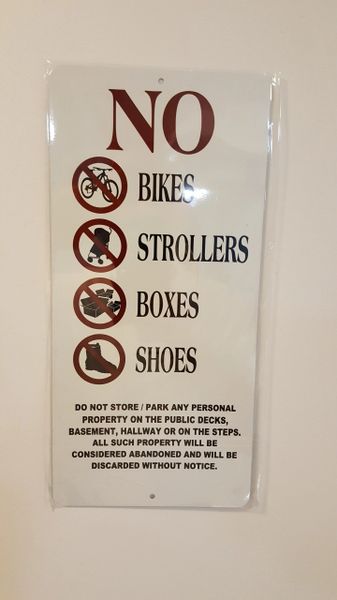 NO
BIKES
STROLLERS
BOXES
SHOES
DO NOT STORE / PARK ANY PERSONAL
PROPERTY ON THE PUBLIC DECKS,
BASEMENT, HALLWAY OR ON THE STEPS.
ALL SUCH PROPERTY WILL BE
CONSIDERED ABANDONED AND WILL BE
DISCARDED WITHOUT NOTICE.